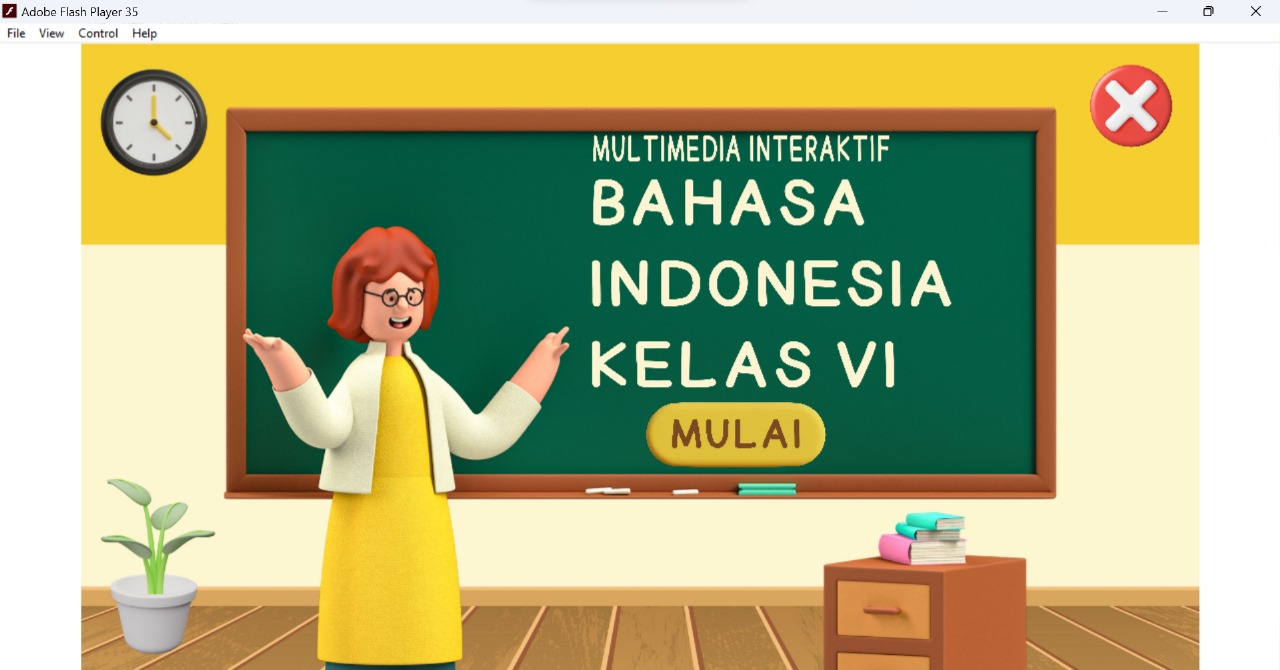 Adobe Flash Player 35
File View Control Help
MULTIMEDIA INTERAKTIF
BAHASA
INDONESIA
KELAS VI
MULAI